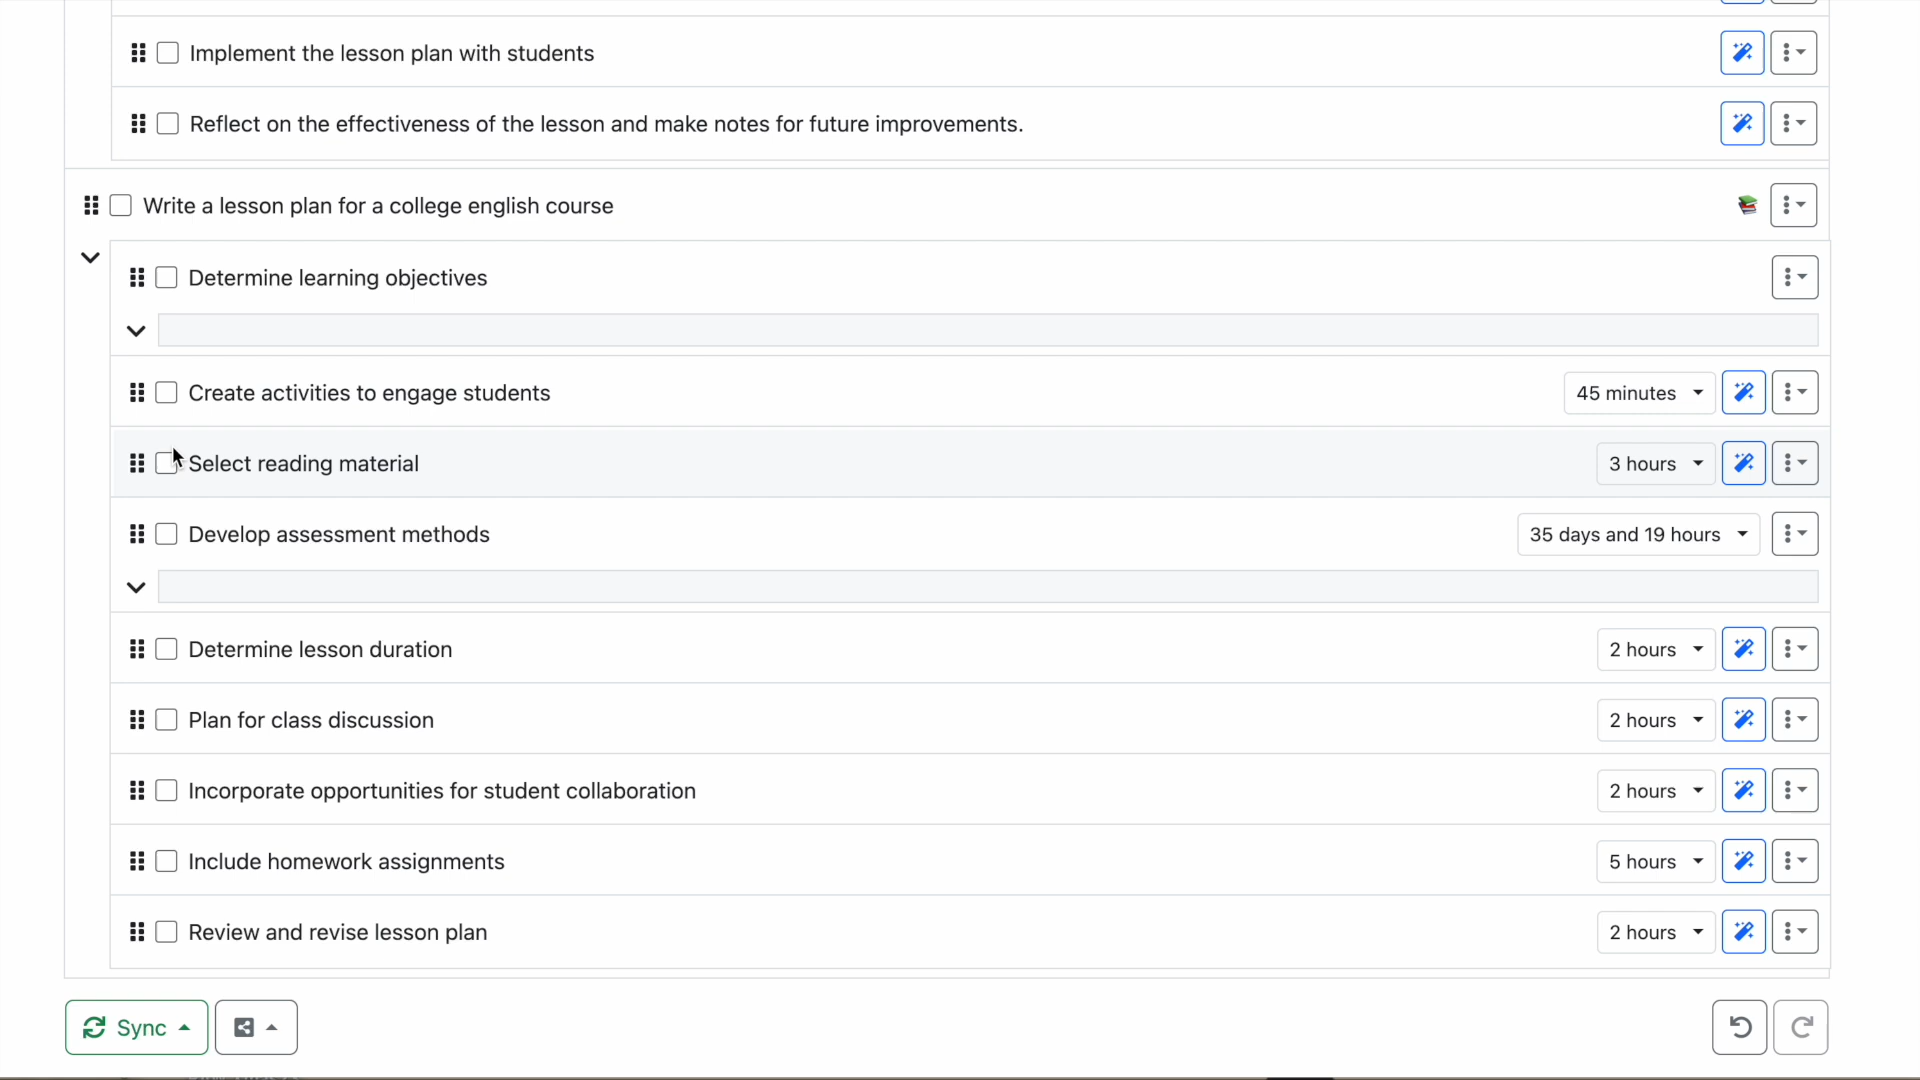 Implement the lesson plan with students
Reflect on the effectiveness of the lesson and make notes for future improvements.
Write a lesson plan for a college english course
Determine learning objectives
Create activities to engage students 45 minutes
Select reading material 3 hours
Develop assessment methods 35 days and 19 hours
Determine lesson duration 2 hours
Plan for class discussion 2 hours
Incorporate opportunities for student collaboration 2 hours
Include homework assignments 5 hours
Review and revise lesson plan 2 hours
Sync